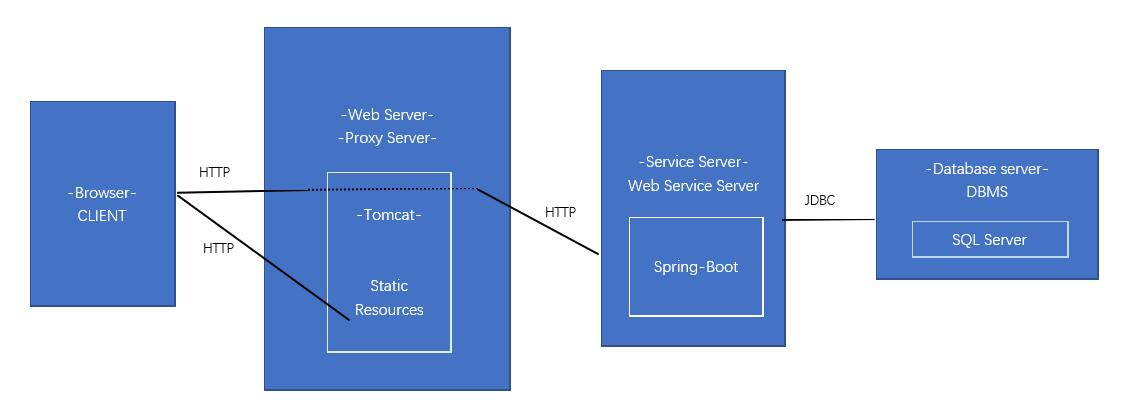 -Browser-
CLIENT
HTTP
HTTP
-Web Server-
-Proxy Server-
-Tomcat-
Static
Resources
HTTP
-Service Server-
Web Service Server
Spring-Boot
JDBC
-Database server-
DBMS
SQL Server